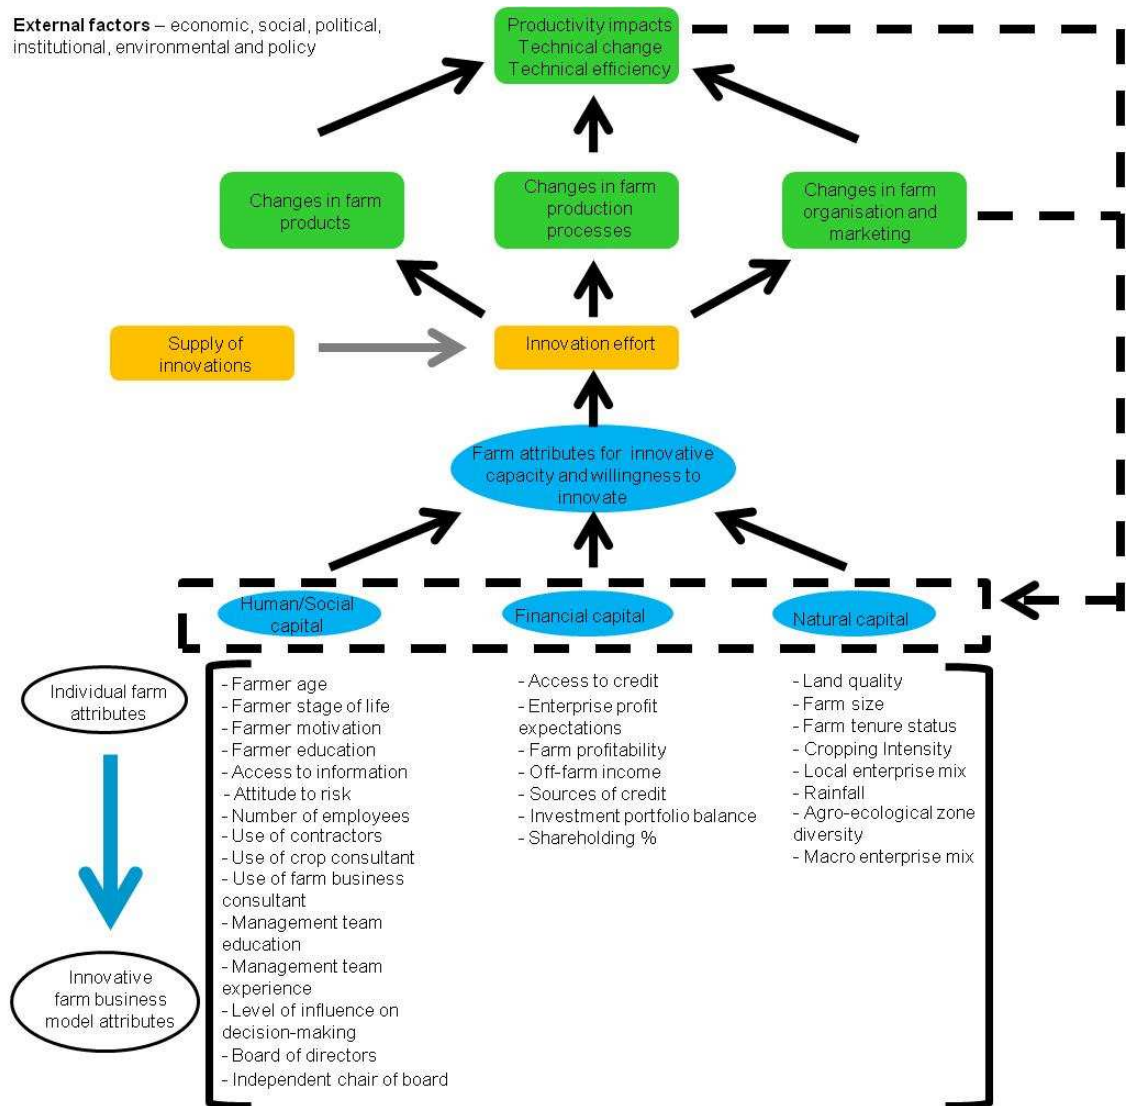 External factors – economic, social, political,
institutional, environmental and policy
Productivity impacts
Technical change
Technical efficiency
Changes in farm
products
Changes in farm
production
processes
Changes in farm
organisation and
marketing
Supply of
innovations
Innovation effort
Farm attributes for innovative
capacity and willingness to
innovate
Human/Social
capital
Financial capital
Natural capital
Individual farm
attributes
Innovative
farm business
model attributes
- Farmer age
- Farmer stage of life
- Farmer motivation
- Farmer education
- Access to information
- Attitude to risk
- Number of employees
- Use of contractors
- Use of crop consultant
- Use of farm business
consultant
- Management team
education
- Management team
experience
- Level of influence on
decision-making
- Board of directors
- Independent chair of board
- Access to credit
- Enterprise profit
expectations
- Farm profitability
- Off-farm income
- Sources of credit
- Investment portfolio balance
- Shareholding %
- Land quality
- Farm size
- Farm tenure status
- Cropping Intensity
- Local enterprise mix
- Rainfall
- Agro-ecological zone
diversity
- Macro enterprise mix